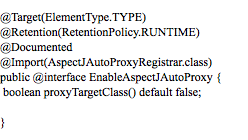 @Target(ElementType.TYPE)
@Retention(RetentionPolicy.RUNTIME)
@Documented
@Import(AspectJAutoProxyRegistrar.class)
public @interface EnableAspectJAutoProxy {
boolean proxyTargetClass() default false;
}